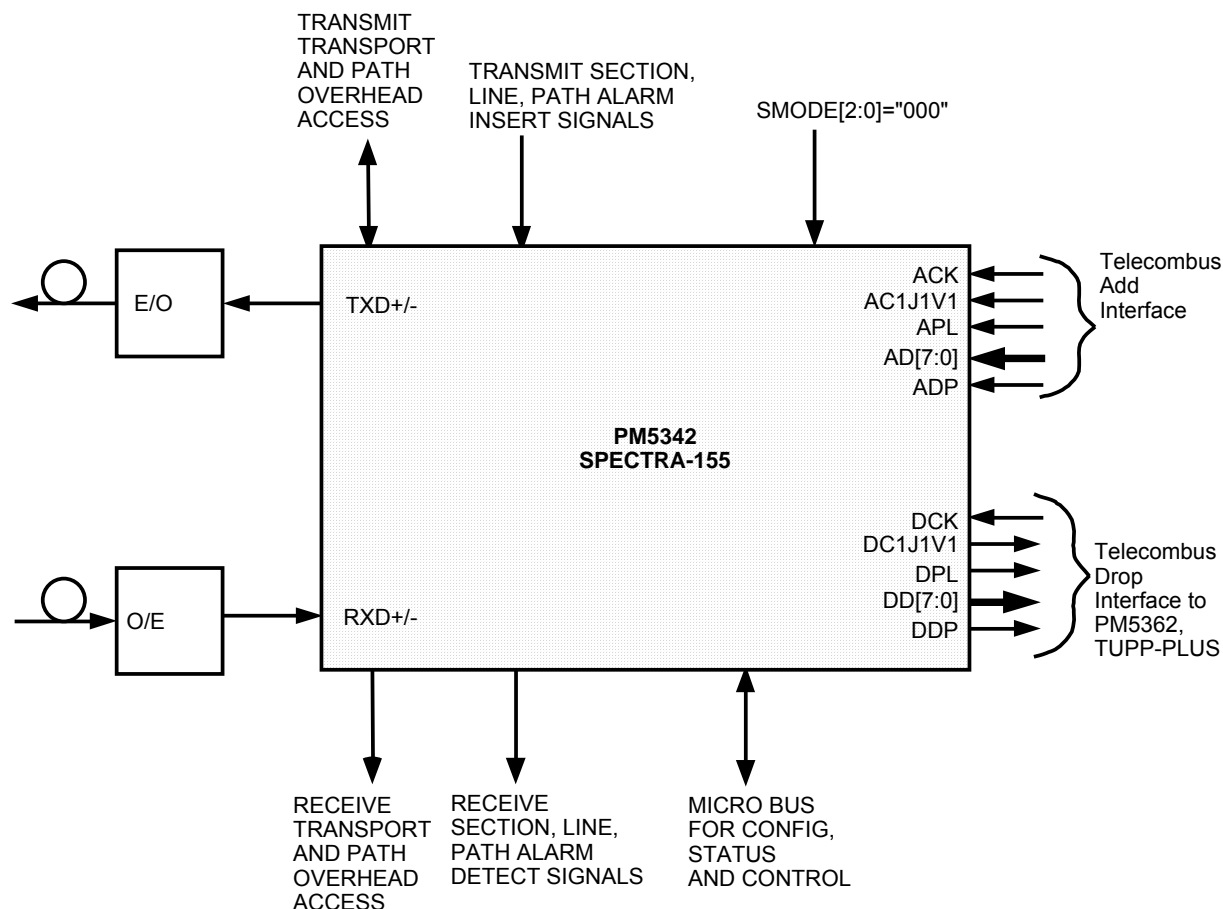 TRANSMIT
TRANSPORT
AND PATH
OVERHEAD
ACCESS
TRANSMIT SECTION,
LINE, PATH ALARM
INSERT SIGNALS
SMODE[2:0]="000"
E/O
TXD+/-
ACK
AC1J1V1
APL
AD[7:0]
ADP
Telecombus
Add
Interface
PM5342
SPECTRA-155
O/E
RXD+/-
DCK
DC1J1V1
DPL
DD[7:0]
DDP
Telecombus
Drop
Interface to
PM5362,
TUPP-PLUS
RECEIVE
TRANSPORT
AND PATH
OVERHEAD
ACCESS
RECEIVE
SECTION, LINE,
PATH ALARM
DETECT SIGNALS
MICRO BUS
FOR CONFIG,
STATUS
AND CONTROL